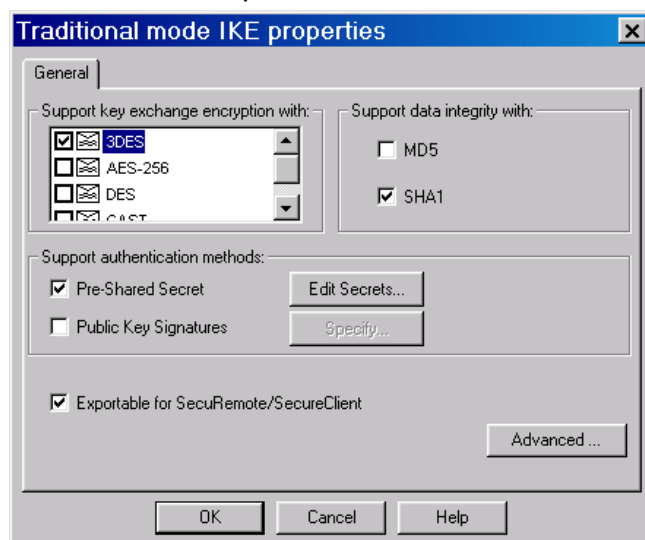 Traditional mode IKE properties
General
Support key exchange encryption with:
3DES
AES-256
DES
CAST
Support data integrity with:
MD5
SHA1
Support authentication methods:
Pre-Shared Secret
Edit Secrets...
Public Key Signatures
Specify...
Exportable for SecuRemote/SecureClient
Advanced ...
OK
Cancel
Help